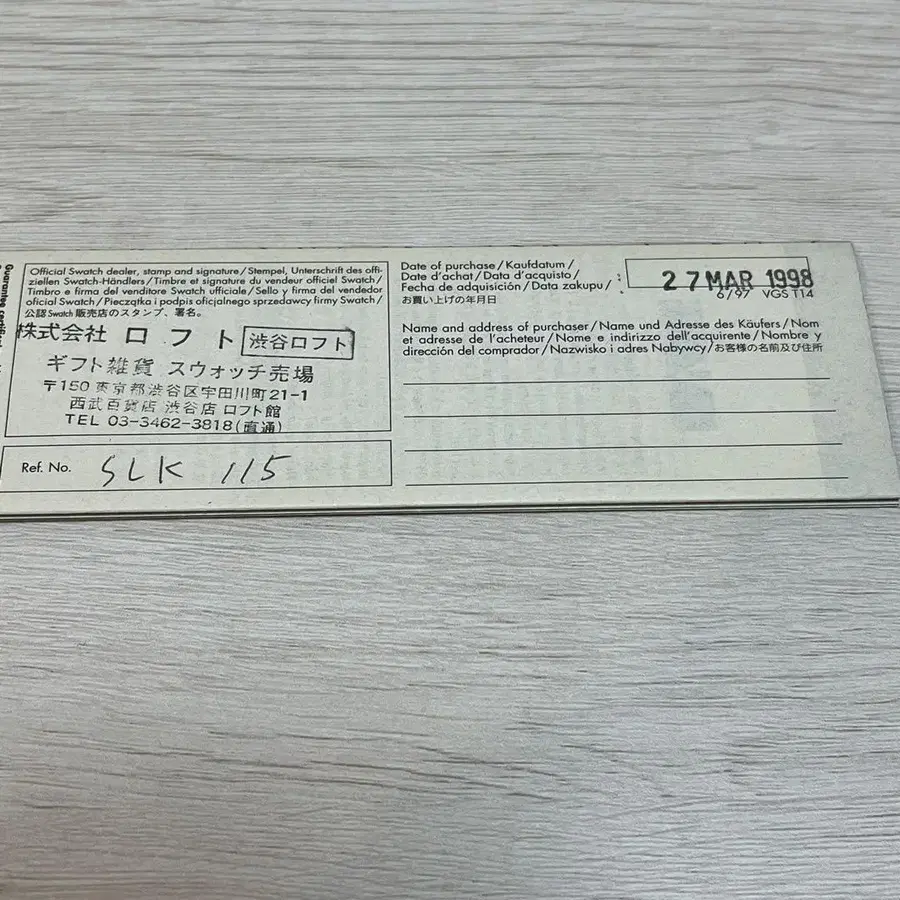 Official Swatch dealer, stamp and signature/Stempel, Unterschrift des offi-
ziellen Swatch-Händlers/Timbre et signature du vendeur officiel Swatch/
Timbro e firma del venditore Swatch ufficiale/Sello y firma del vendedor
oficial Swatch/Pieczątka i podpis oficjalnego sprzedawcy firmy Swatch/
公認Swatch販売店のスタンプ、署名。
株式会社 ロフト 渋谷ロフト
ギフト雑貨 スウォッチ売場
〒150 東京都渋谷区宇田川町21-1
西武百貨店 渋谷店 ロフト館
TEL 03-3462-3818(直通)
Ref. No. SLK 115
Date of purchase/Kaufdatum/
Date d'achat/Data d'acquisto/
Fecha de adquisición/Data zakupu/:
お買い上げの年月日
27 MAR 1998
6/97 VGS T14
Name and address of purchaser/Name und Adresse des Käufers/Nom
et adresse de l'acheteur/Nome e indirizzo dell'acquirente/Nombre y
dirección del comprador/Nazwisko i adres Nabywcy/お客様の名前及び住所
Guarantee